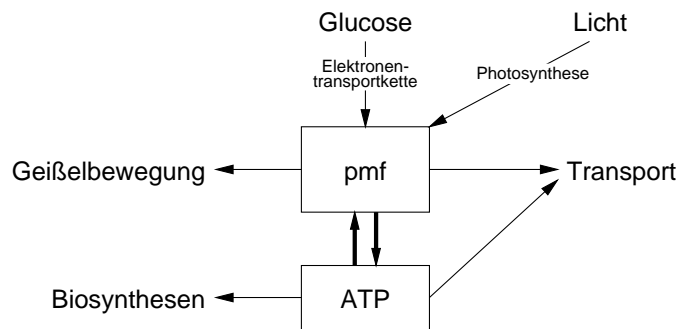 Glucose
Licht
Elektronen-
transportkette
Photosynthese
Geißelbewegung
pmf
Transport
Biosynthesen
ATP